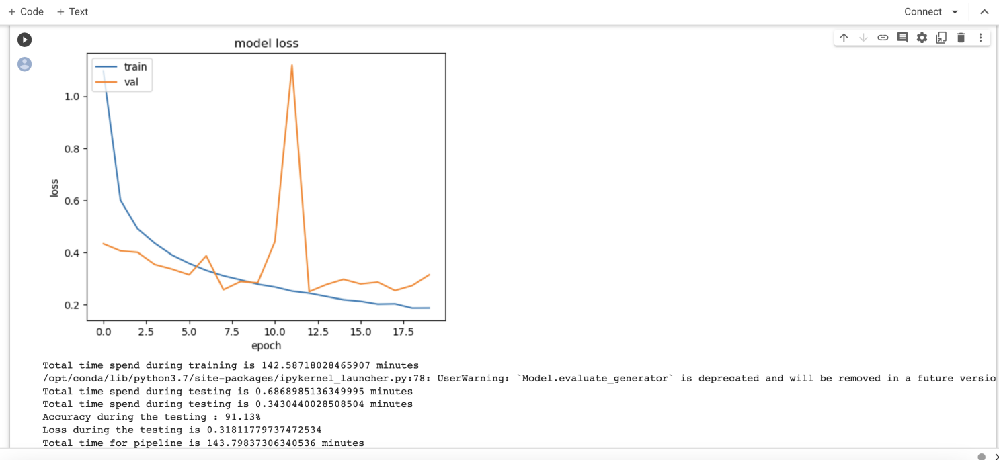 + Code + Text Connect
model loss
train
val
1.0
0.8
0.6
0.4
0.2
loss
0.0 2.5 5.0 7.5 10.0 12.5 15.0 17.5
epoch
Total time spend during training is 142.58718028465907 minutes
/opt/conda/lib/python3.7/site-packages/ipykernel_launcher.py:78: UserWarning: `Model.evaluate_generator` is deprecated and will be removed in a future versio
Total time spend during testing is 0.6868985136349995 minutes
Total time spend during testing is 0.3430440028508504 minutes
Accuracy during the testing : 91.13%
Loss during the testing is 0.31811779737472534
Total time for pipeline is 143.79837306340536 minutes